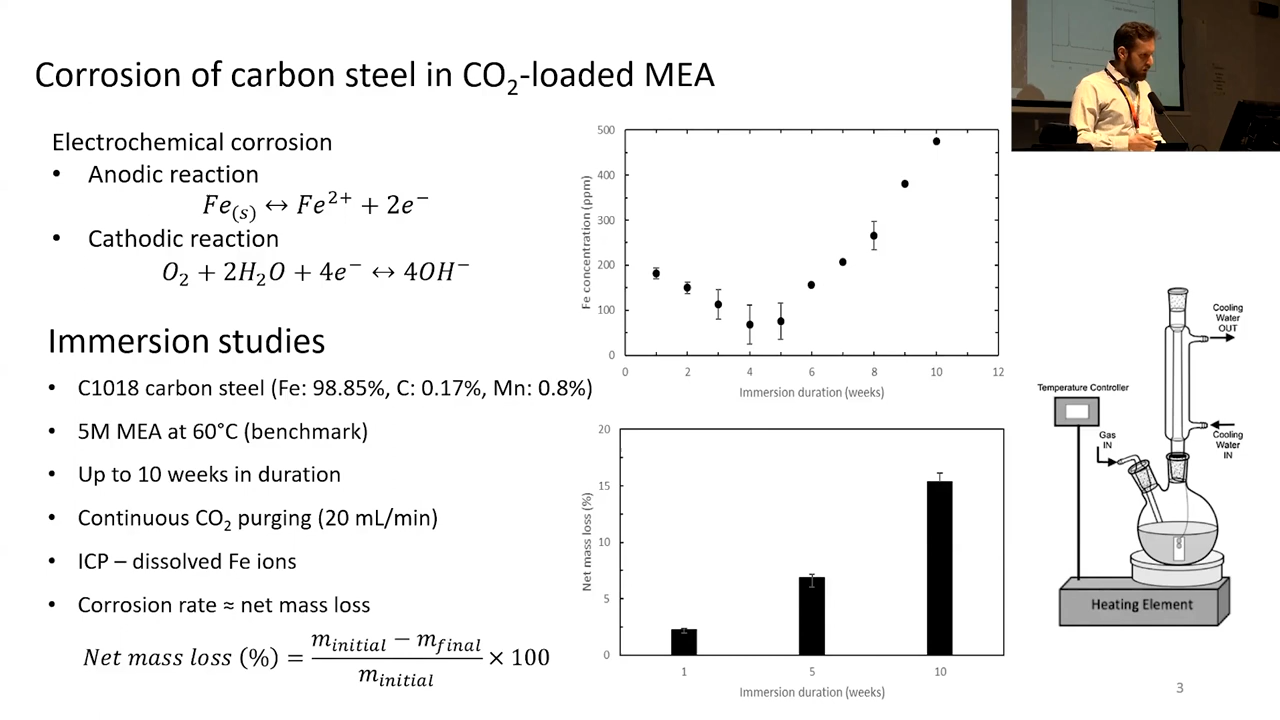 Corrosion of carbon steel in CO₂-loaded MEA
Electrochemical corrosion
• Anodic reaction
Fe₍ₛ₎ ↔ Fe²⁺ + 2e⁻
• Cathodic reaction
O₂ + 2H₂O + 4e⁻ ↔ 4OH⁻
Immersion studies
• C1018 carbon steel (Fe: 98.85%, C: 0.17%, Mn: 0.8%)
• 5M MEA at 60°C (benchmark)
• Up to 10 weeks in duration
• Continuous CO₂ purging (20 mL/min)
• ICP – dissolved Fe ions
• Corrosion rate ≈ net mass loss
Net mass loss (%) = (m_initial − m_final) / m_initial × 100
Fe concentration (ppm)
500
400
300
200
100
0
0 2 4 6 8 10 12
Immersion duration (weeks)
Net mass loss (%)
20
15
10
5
0
1 5 10
Immersion duration (weeks)
Cooling
Water
OUT
Temperature Controller
Gas
IN
Cooling
Water
IN
Heating Element
3